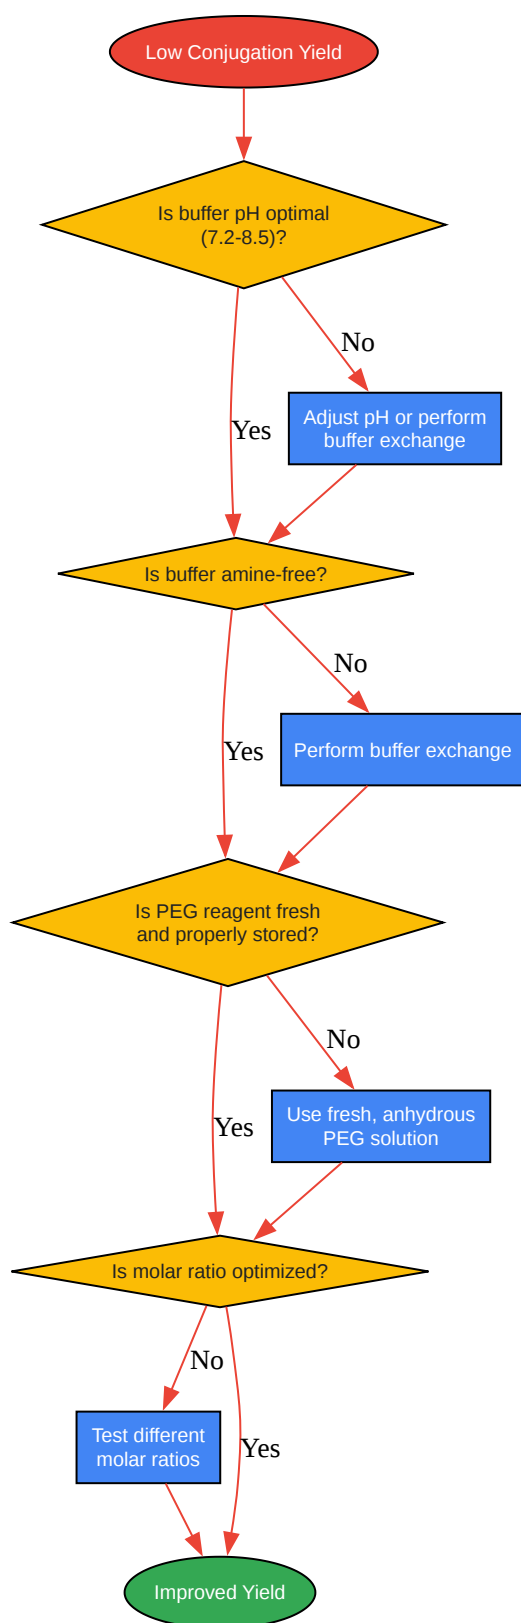 Low Conjugation Yield
Is buffer pH optimal
(7.2-8.5)?
No
Adjust pH or perform
buffer exchange
Yes
Is buffer amine-free?
No
Perform buffer exchange
Yes
Is PEG reagent fresh
and properly stored?
No
Use fresh, anhydrous
PEG solution
Yes
Is molar ratio optimized?
No
Test different
molar ratios
Yes
Improved Yield